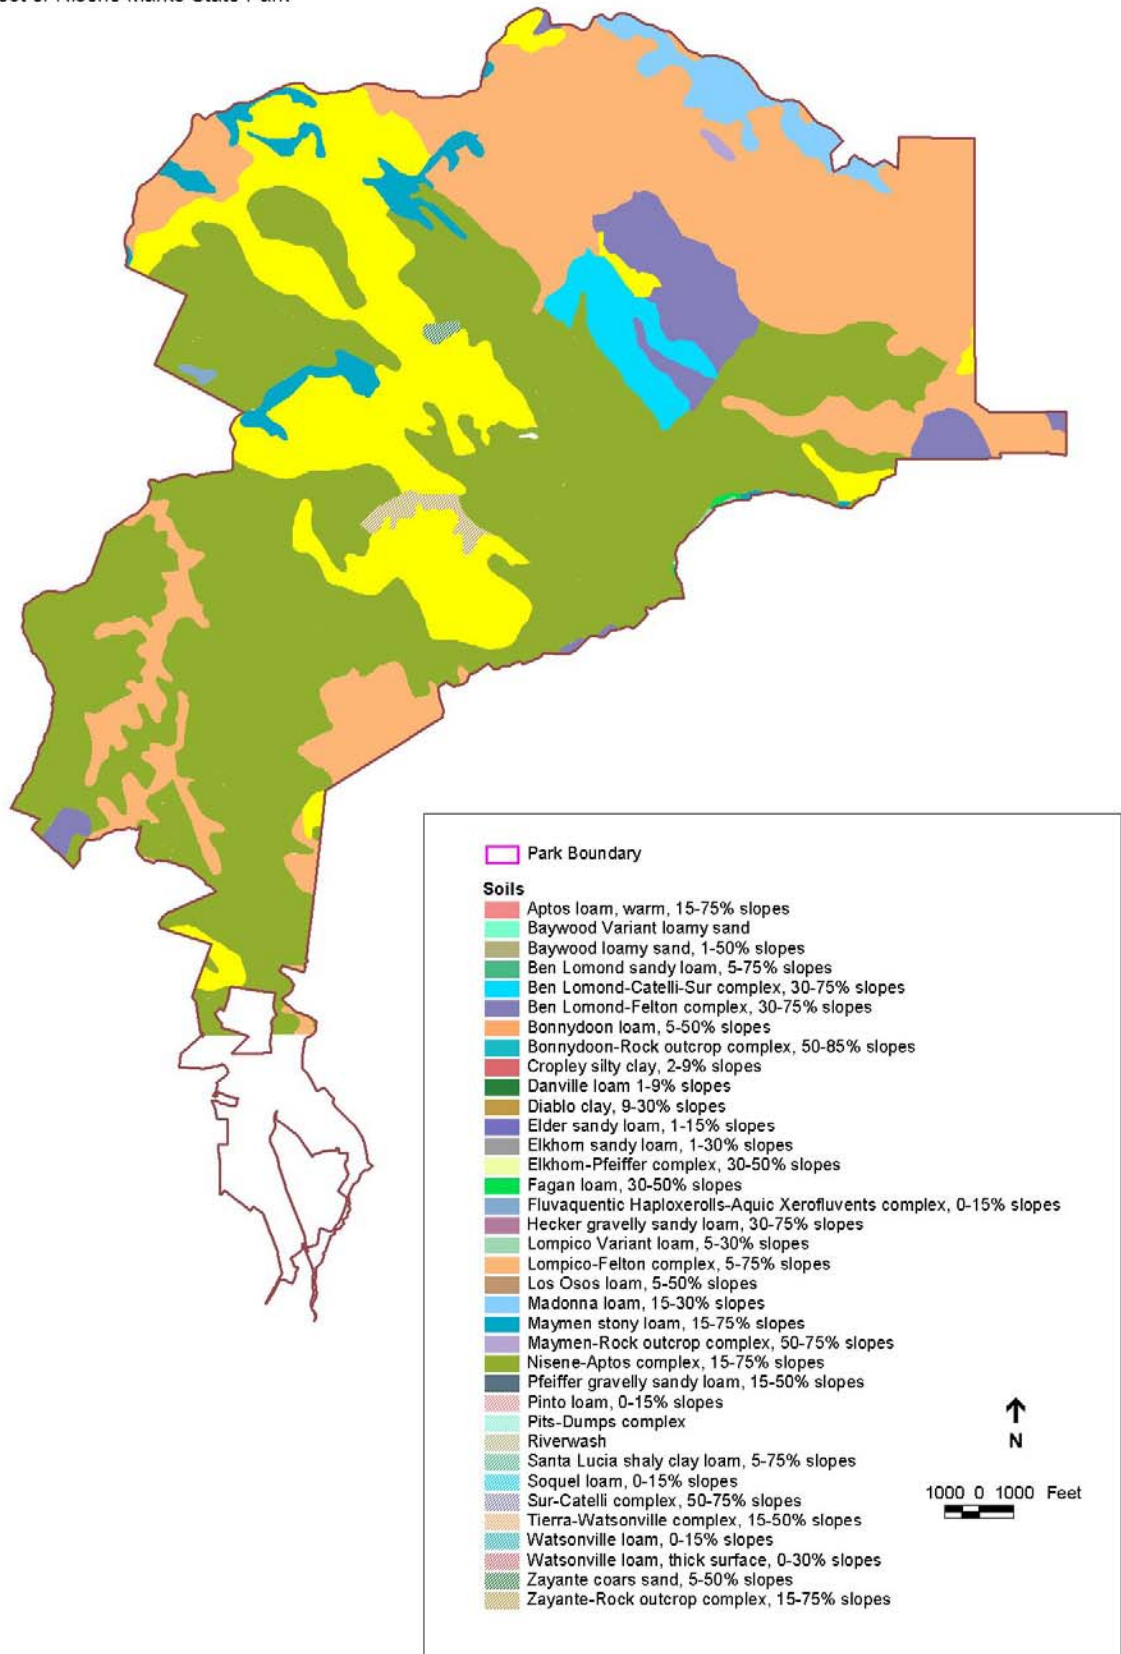 Park Boundary
Soils
Aptos loam, warm, 15-75% slopes
Baywood Variant loamy sand
Baywood loamy sand, 1-50% slopes
Ben Lomond sandy loam, 5-75% slopes
Ben Lomond-Catelli-Sur complex, 30-75% slopes
Ben Lomond-Felton complex, 30-75% slopes
Bonnydoon loam, 5-50% slopes
Bonnydoon-Rock outcrop complex, 50-85% slopes
Cropley silty clay, 2-9% slopes
Danville loam 1-9% slopes
Diablo clay, 9-30% slopes
Elder sandy loam, 1-15% slopes
Elkhorn sandy loam, 1-30% slopes
Elkhorn-Pfeiffer complex, 30-50% slopes
Fagan loam, 30-50% slopes
Fluvaquentic Haploxerolls-Aquic Xerofluvents complex, 0-15% slopes
Hecker gravelly sandy loam, 30-75% slopes
Lompico Variant loam, 5-30% slopes
Lompico-Felton complex, 5-75% slopes
Los Osos loam, 5-50% slopes
Madonna loam, 15-30% slopes
Maymen stony loam, 15-75% slopes
Maymen-Rock outcrop complex, 50-75% slopes
Nisene-Aptos complex, 15-75% slopes
Pfeiffer gravelly sandy loam, 15-50% slopes
Pinto loam, 0-15% slopes
Pits-Dumps complex
Riverwash
Santa Lucia shaly clay loam, 5-75% slopes
Soquel loam, 0-15% slopes
Sur-Catelli complex, 50-75% slopes
Tierra-Watsonville complex, 15-50% slopes
Watsonville loam, 0-15% slopes
Watsonville loam, thick surface, 0-30% slopes
Zayante coars sand, 5-50% slopes
Zayante-Rock outcrop complex, 15-75% slopes
N
1000 0 1000 Feet